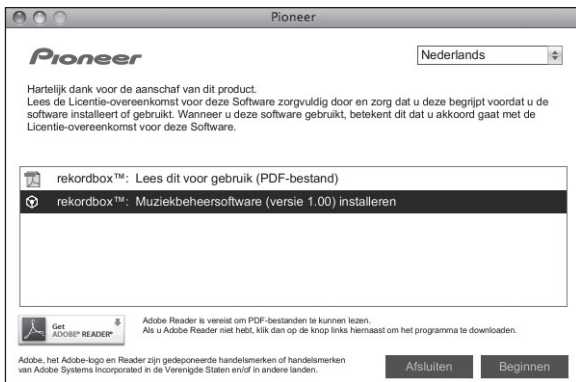 Pioneer
Pioneer
Nederlands
Hartelijk dank voor de aanschaf van dit product.
Lees de Licentie-overeenkomst voor deze Software zorgvuldig door en zorg dat u deze begrijpt voordat u de
software installeert of gebruikt. Wanneer u deze software gebruikt, betekent dit dat u akkoord gaat met de
Licentie-overeenkomst voor deze Software.
rekordbox™: Lees dit voor gebruik (PDF-bestand)
rekordbox™: Muziekbeheersoftware (versie 1.00) installeren
Get
ADOBE® READER®
Adobe Reader is vereist om PDF-bestanden te kunnen lezen.
Als u Adobe Reader niet hebt, klik dan op de knop links hiernaast om het programma te downloaden.
Adobe, het Adobe-logo en Reader zijn gedeponeerde handelsmerken of handelsmerken
van Adobe Systems Incorporated in de Verenigde Staten en/of in andere landen.
Afsluiten
Beginnen